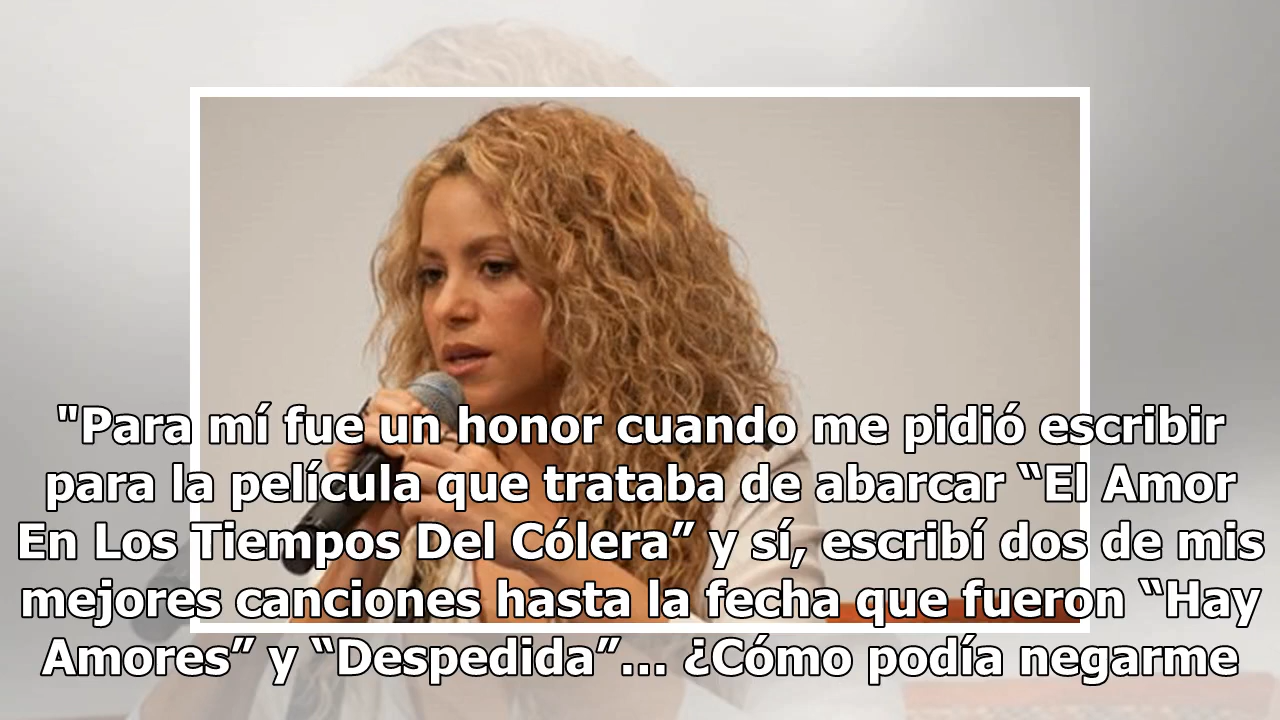 "Para mí fue un honor cuando me pidió escribir
para la película que trataba de abarcar “El Amor
En Los Tiempos Del Cólera” y sí, escribí dos de mis
mejores canciones hasta la fecha que fueron “Hay
Amores” y “Despedida”... ¿Cómo podía negarme